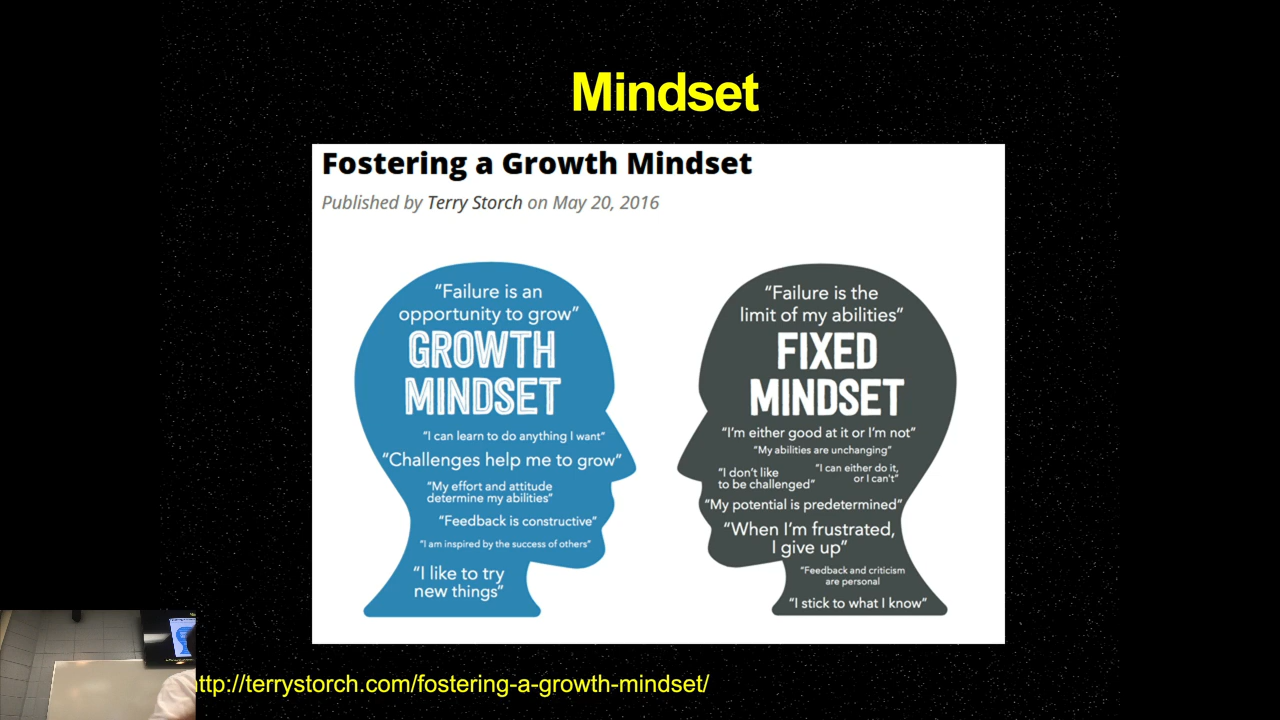 Mindset
Fostering a Growth Mindset
Published by Terry Storch on May 20, 2016
“Failure is an
opportunity to grow”
GROWTH
MINDSET
“I can learn to do anything I want”
“Challenges help me to grow”
“My effort and attitude
determine my abilities”
“Feedback is constructive”
“I am inspired by the success of others”
“I like to try
new things”
“Failure is the
limit of my abilities”
FIXED
MINDSET
“I’m either good at it or I’m not”
“My abilities are unchanging”
“I don’t like
to be challenged”
“I can either do it,
or I can’t”
“My potential is predetermined”
“When I’m frustrated,
I give up”
“Feedback and criticism
are personal
“I stick to what I know”
ttp://terrystorch.com/fostering-a-growth-mindset/